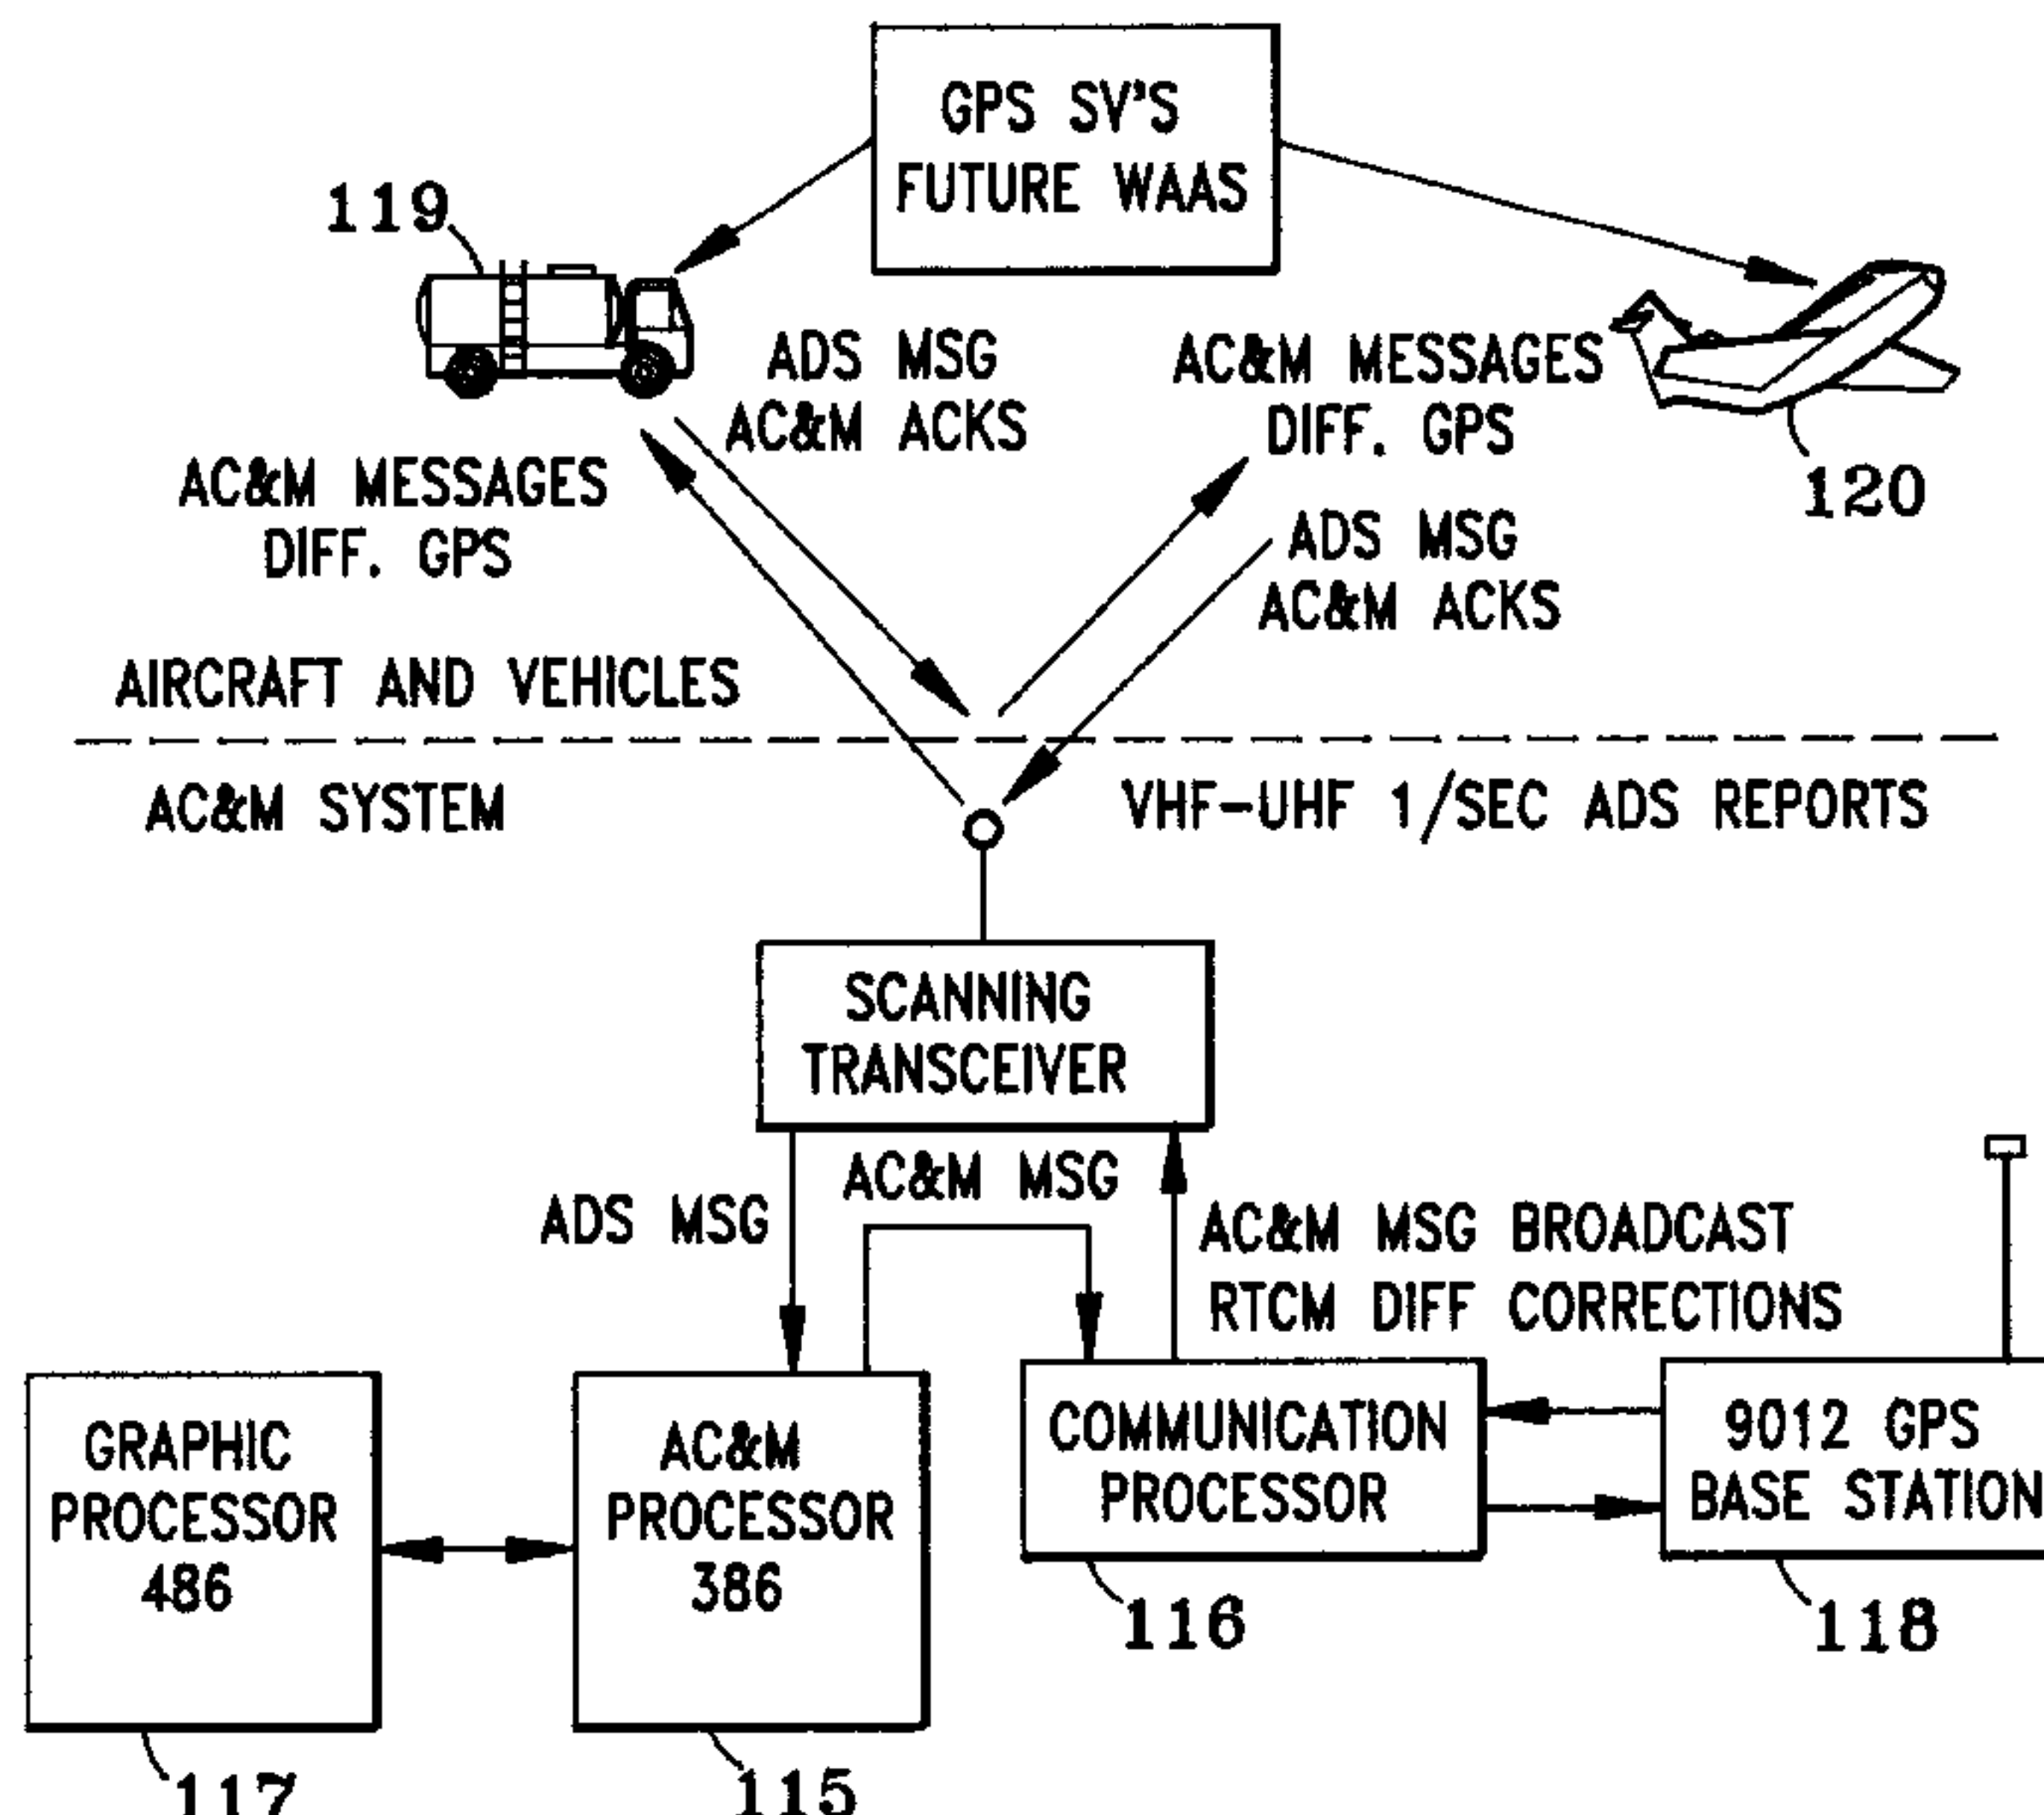 GPS SV'S
FUTURE WAAS
119
ADS MSG
AC&M ACKS
AC&M MESSAGES
DIFF. GPS
120
AC&M MESSAGES
DIFF. GPS
ADS MSG
AC&M ACKS
AIRCRAFT AND VEHICLES
AC&M SYSTEM
VHF-UHF 1/SEC ADS REPORTS
SCANNING
TRANSCEIVER
ADS MSG
AC&M MSG
AC&M MSG BROADCAST
RTCM DIFF CORRECTIONS
GRAPHIC
PROCESSOR
486
AC&M
PROCESSOR
386
COMMUNICATION
PROCESSOR
9012 GPS
BASE STATION
116
118
117
115